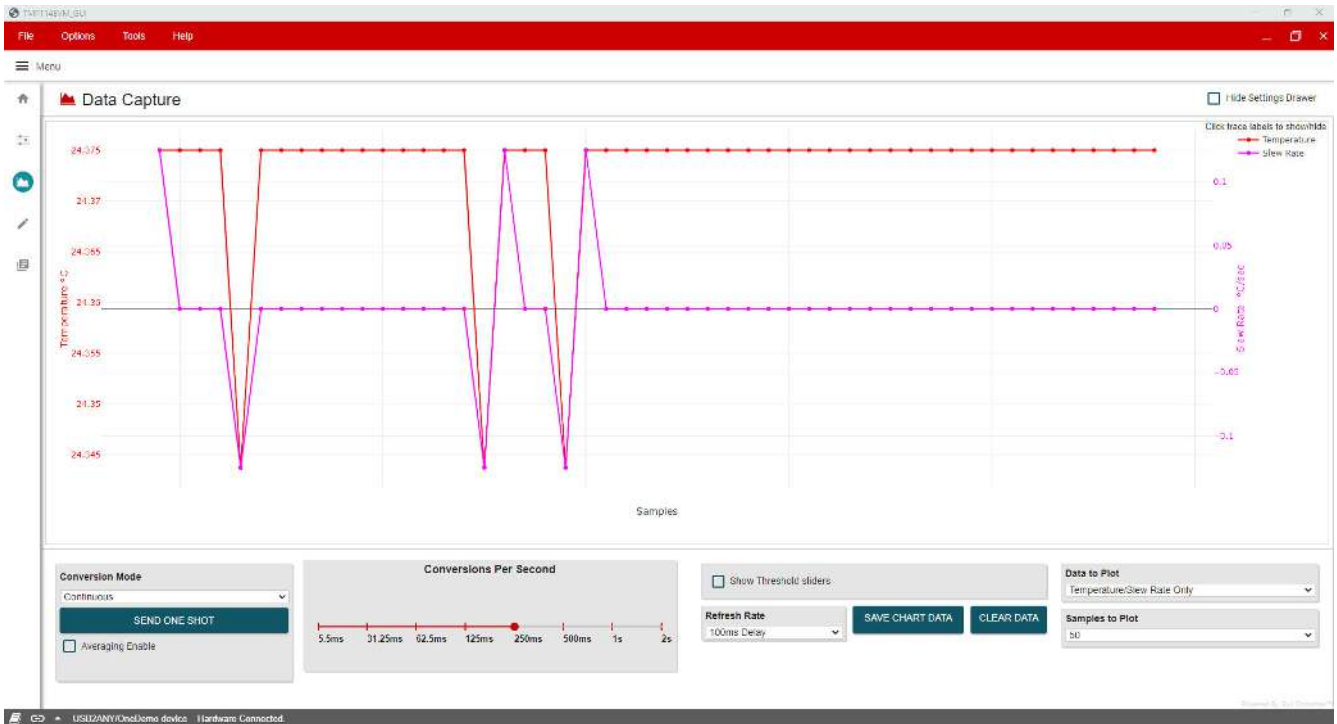 TMP114EVM_GUI
File Options Tools Help
Menu
Data Capture
Hide Settings Drawer
Click trace labels to show/hide
Temperature
Slew Rate
24.375
24.37
24.365
24.36
24.355
24.35
24.345
Temperature °C
0.1
0.05
0
−0.05
−0.1
Slew Rate °C/sec
Samples
Conversion Mode
Continuous
SEND ONE SHOT
Averaging Enable
Conversions Per Second
5.5ms 31.25ms 62.5ms 125ms 250ms 500ms 1s 2s
Show Threshold sliders
Refresh Rate
100ms Delay
SAVE CHART DATA
CLEAR DATA
Data to Plot
Temperature/Slew Rate Only
Samples to Plot
50
USB2ANY/OneDemo device Hardware Connected.